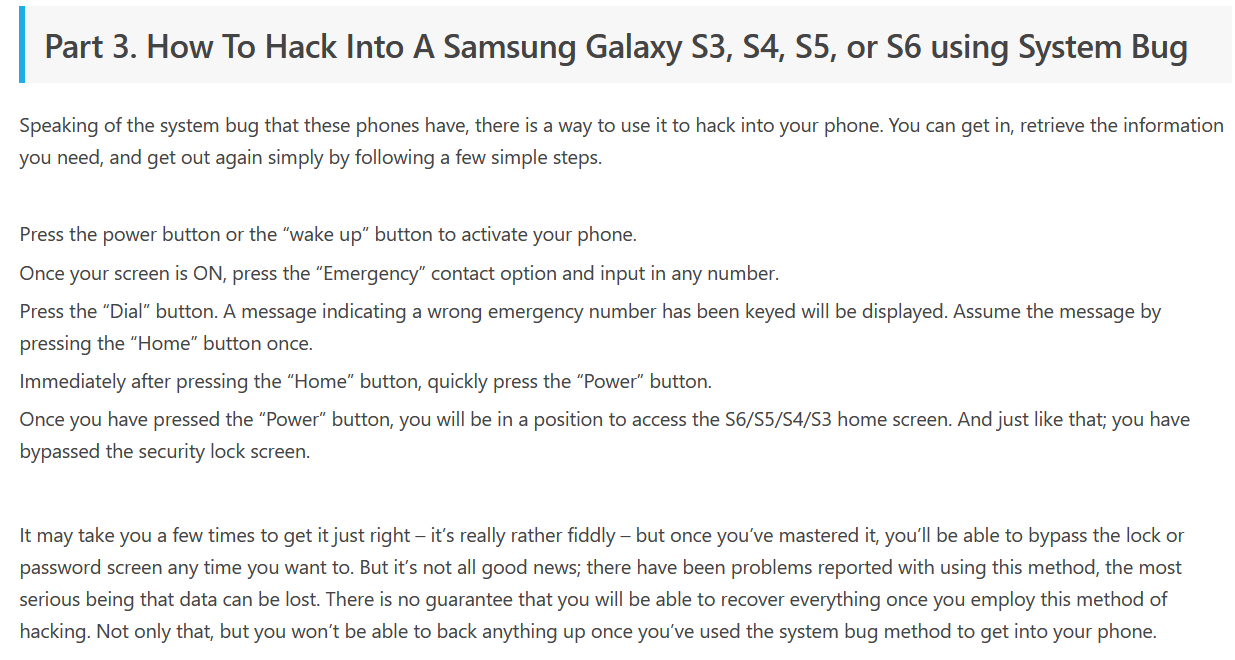 Part 3. How To Hack Into A Samsung Galaxy S3, S4, S5, or S6 using System Bug
Speaking of the system bug that these phones have, there is a way to use it to hack into your phone. You can get in, retrieve the information
you need, and get out again simply by following a few simple steps.
Press the power button or the “wake up” button to activate your phone.
Once your screen is ON, press the “Emergency” contact option and input in any number.
Press the “Dial” button. A message indicating a wrong emergency number has been keyed will be displayed. Assume the message by
pressing the “Home” button once.
Immediately after pressing the “Home” button, quickly press the “Power” button.
Once you have pressed the “Power” button, you will be in a position to access the S6/S5/S4/S3 home screen. And just like that; you have
bypassed the security lock screen.
It may take you a few times to get it just right – it’s really rather fiddly – but once you’ve mastered it, you’ll be able to bypass the lock or
password screen any time you want to. But it’s not all good news; there have been problems reported with using this method, the most
serious being that data can be lost. There is no guarantee that you will be able to recover everything once you employ this method of
hacking. Not only that, but you won’t be able to back anything up once you’ve used the system bug method to get into your phone.